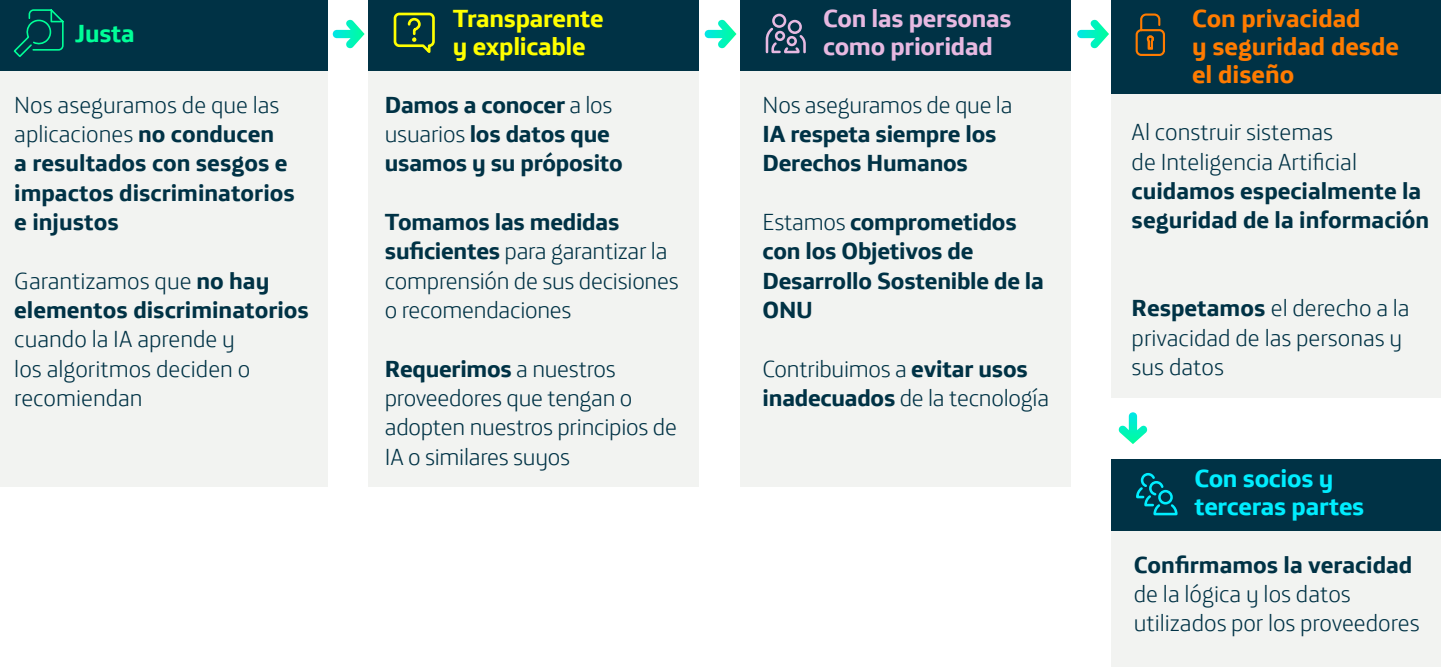 Justa
Nos aseguramos de que las
aplicaciones no conducen
a resultados con sesgos e
impactos discriminatorios
e injustos
Garantizamos que no hay
elementos discriminatorios
cuando la IA aprende y
los algoritmos deciden o
recomiendan
Transparente
y explicable
Damos a conocer a los
usuarios los datos que
usamos y su próposito
Tomamos las medidas
suficientes para garantizar la
comprensión de sus decisiones
o recomendaciones
Requerimos a nuestros
proveedores que tengan o
adopten nuestros principios de
IA o similares suyos
Con las personas
como prioridad
Nos aseguramos de que la
IA respeta siempre los
Derechos Humanos
Estamos comprometidos
con los Objetivos de
Desarrollo Sostenible de la
ONU
Contribuimos a evitar usos
inadecuados de la tecnología
Con privacidad
y seguridad desde
el diseño
Al construir sistemas
de Inteligencia Artificial
cuidamos especialmente la
seguridad de la información
Respetamos el derecho a la
privacidad de las personas y
sus datos
Con socios y
terceras partes
Confirmamos la veracidad
de la lógica y los datos
utilizados por los proveedores